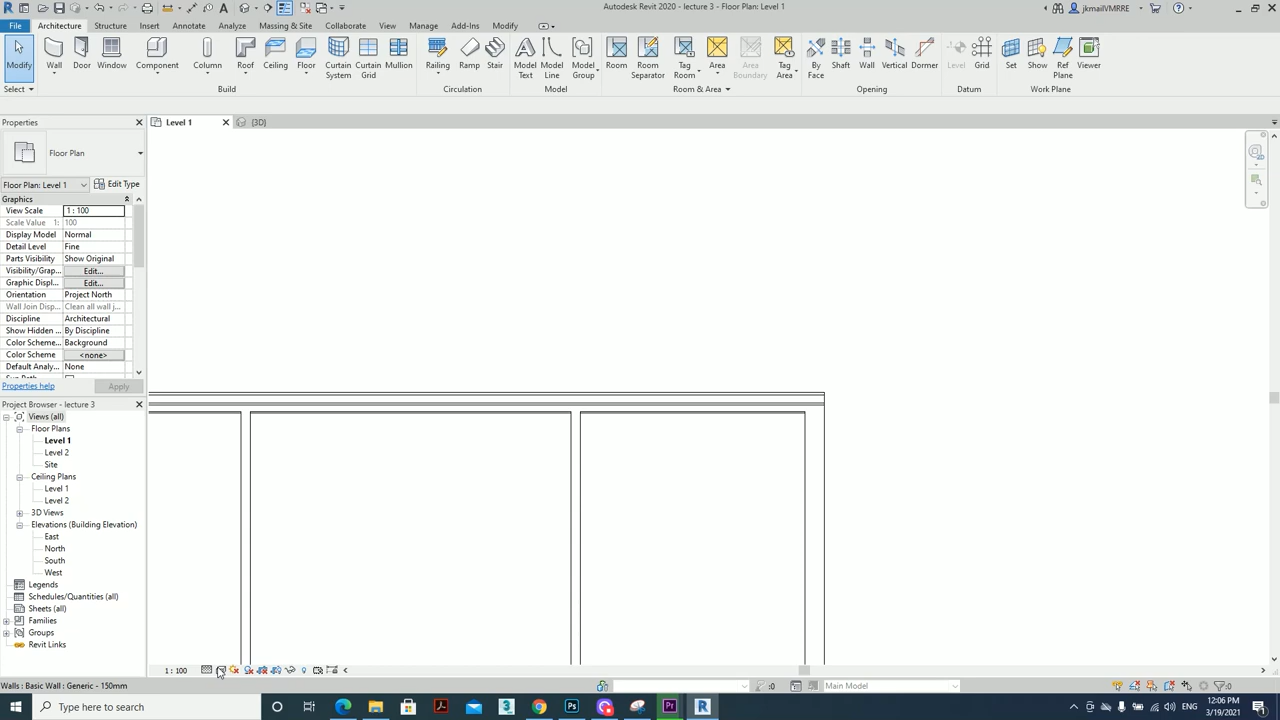 Autodesk Revit 2020 - lecture 3 - Floor Plan: Level 1
jkmailVMRRE
File
Architecture
Structure
Insert
Annotate
Analyze
Massing & Site
Collaborate
View
Manage
Add-Ins
Modify
Modify
Wall
Door
Window
Component
Column
Roof
Ceiling
Floor
Curtain System
Curtain Grid
Mullion
Railing
Ramp
Stair
Model Text
Model Line
Model Group
Room
Room Separator
Tag Room
Area
Area Boundary
Tag Area
By Face
Shaft
Wall
Vertical
Dormer
Level
Grid
Set
Show
Ref Plane
Viewer
Select
Build
Circulation
Model
Room & Area
Opening
Datum
Work Plane
Properties
Level 1
{3D}
Floor Plan
Floor Plan: Level 1
Edit Type
Graphics
View Scale 1 : 100
Scale Value 1: 100
Display Model Normal
Detail Level Fine
Parts Visibility Show Original
Visibility/Grap... Edit...
Graphic Displ... Edit...
Orientation Project North
Wall Join Disp... Clean all wall j...
Discipline Architectural
Show Hidden ... By Discipline
Color Scheme... Background
Color Scheme <none>
Default Analy... None
Properties help
Apply
Project Browser - lecture 3
Views (all)
Floor Plans
Level 1
Level 2
Site
Ceiling Plans
Level 1
Level 2
3D Views
Elevations (Building Elevation)
East
North
South
West
Legends
Schedules/Quantities (all)
Sheets (all)
Families
Groups
Revit Links
1 : 100
Walls : Basic Wall : Generic - 150mm
:0
Main Model
:0
Type here to search
12:06 PM
3/19/2021